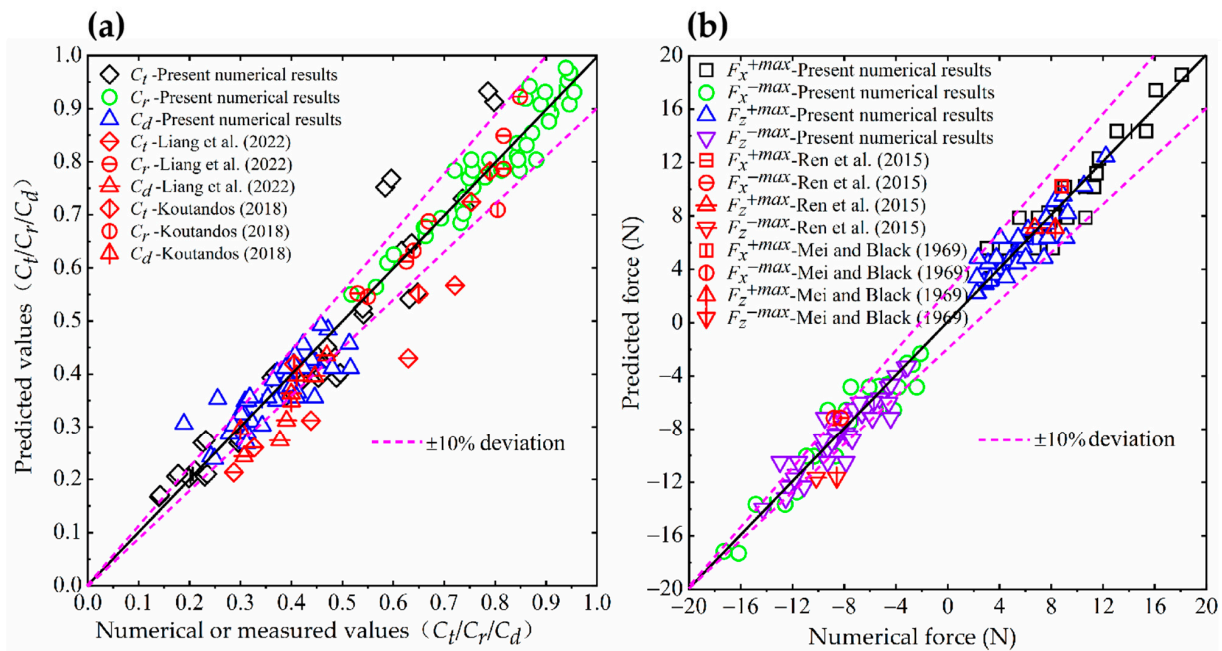 (a)
1.0
0.9
0.8
0.7
0.6
0.5
0.4
0.3
0.2
0.1
0.0
0.0 0.1 0.2 0.3 0.4 0.5 0.6 0.7 0.8 0.9 1.0
Predicted values（Ct/Cr/Cd）
Numerical or measured values（Ct/Cr/Cd）
Ct -Present numerical results
Cr -Present numerical results
Cd -Present numerical results
Ct -Liang et al. (2022)
Cr -Liang et al. (2022)
Cd -Liang et al. (2022)
Ct -Koutandos (2018)
Cr -Koutandos (2018)
Cd -Koutandos (2018)
±10% deviation
(b)
20
16
12
8
4
0
−4
−8
−12
−16
−20
−20 −16 −12 −8 −4 0 4 8 12 16 20
Predicted force (N)
Numerical force (N)
Fx+max-Present numerical results
Fx−max-Present numerical results
Fz+max-Present numerical results
Fz−max-Present numerical results
Fx+max-Ren et al. (2015)
Fx−max-Ren et al. (2015)
Fz+max-Ren et al. (2015)
Fz−max-Ren et al. (2015)
Fx+max-Mei and Black (1969)
Fx−max-Mei and Black (1969)
Fz+max-Mei and Black (1969)
Fz−max-Mei and Black (1969)
±10% deviation